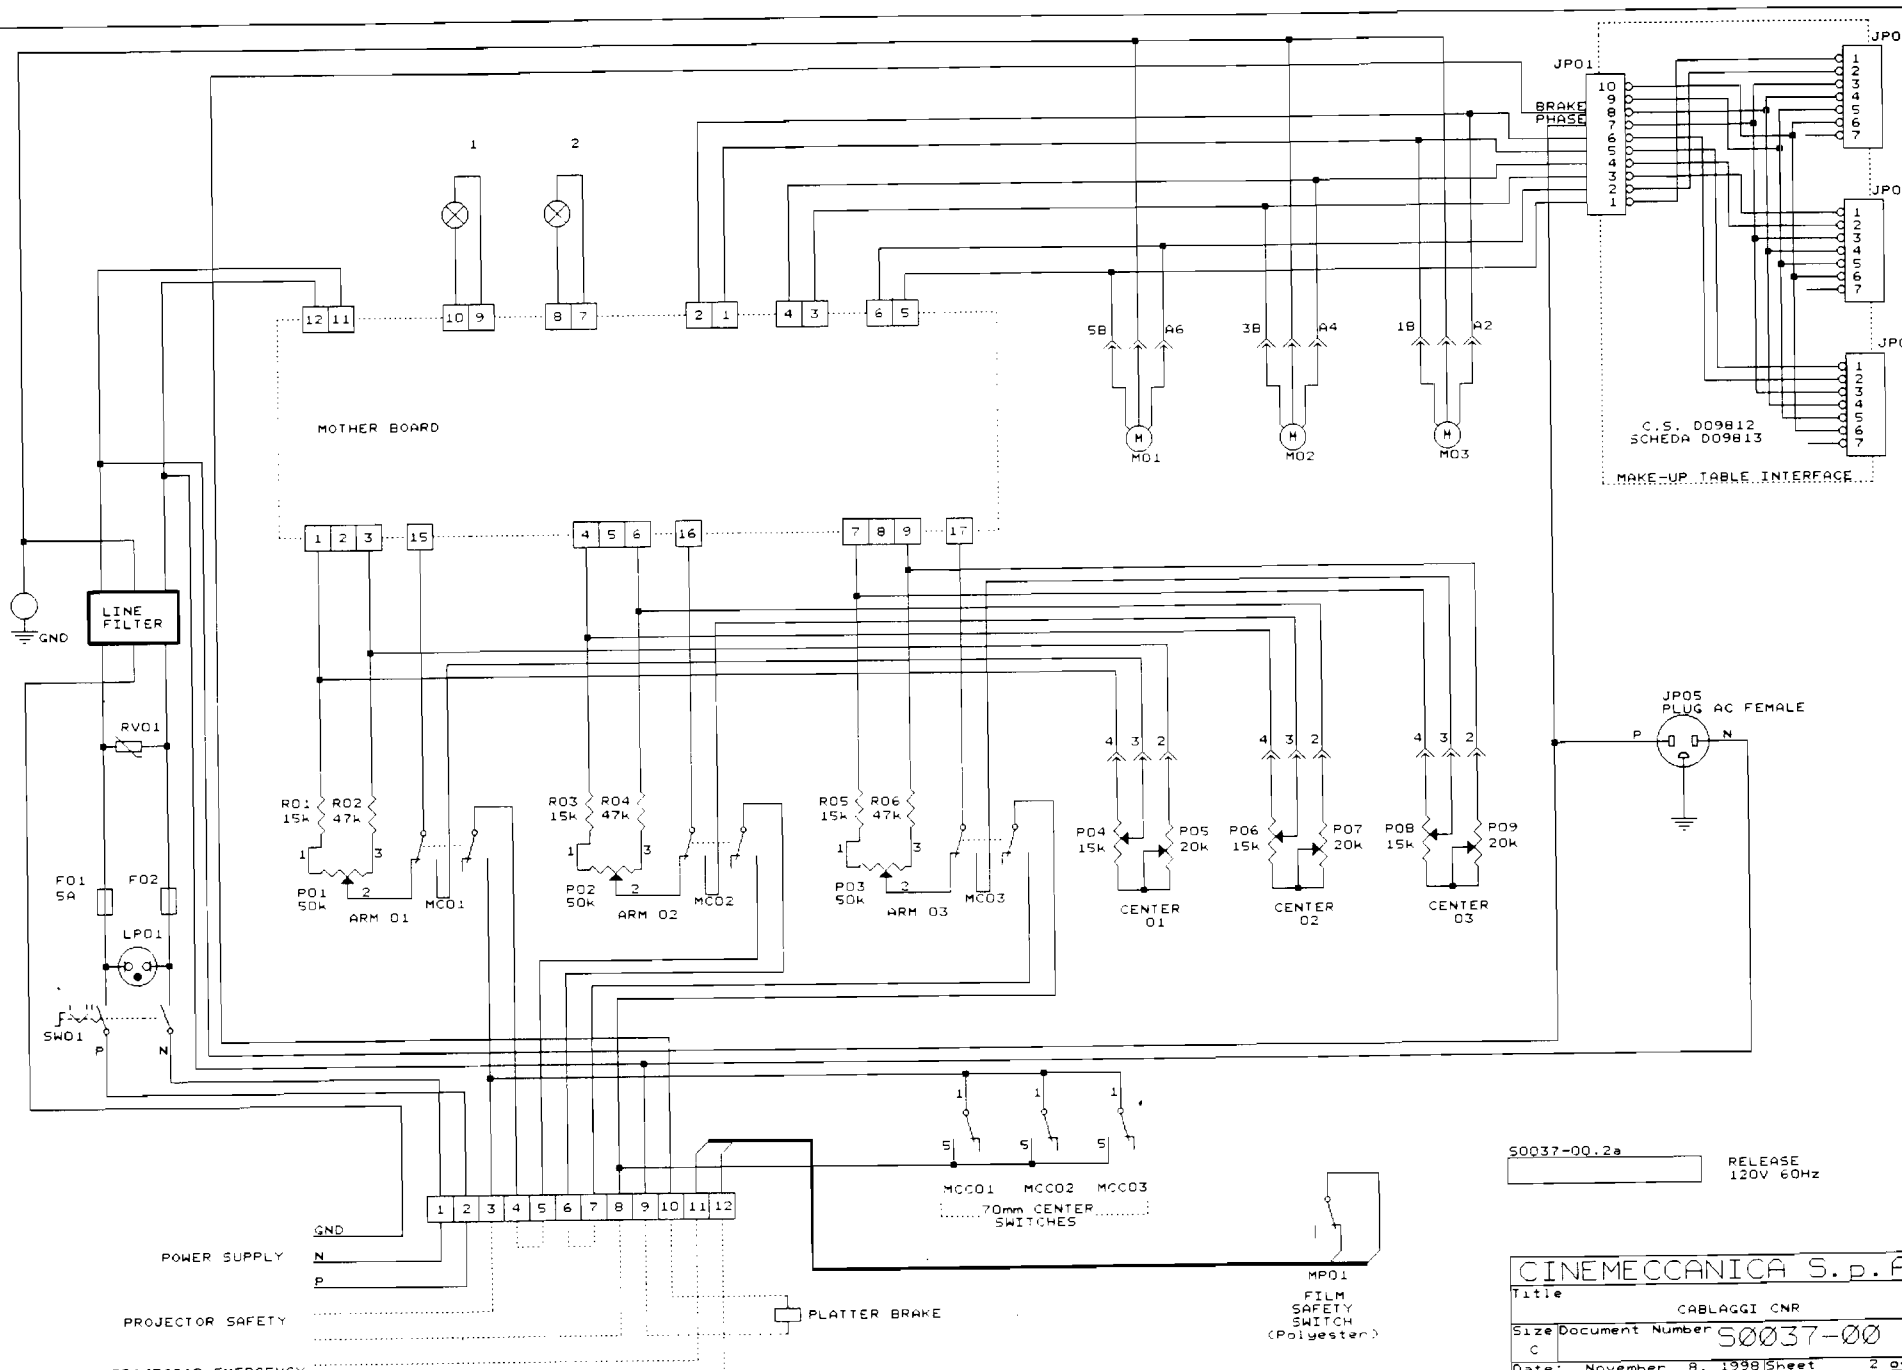 JP01
10
9
8
7
6
5
4
3
2
1
BRAKE
PHASE
1
2
3
4
5
6
7
1
2
3
4
5
6
7
1
2
3
4
5
6
7
C.S. D09812
SCHEDA D09813
MAKE-UP TABLE INTERFACE
1
2
12 11
10 9
8 7
2 1
4 3
6 5
5B
A6
3B
A4
1B
A2
M
M01
M
M02
M
M03
MOTHER BOARD
1 2 3
15
4 5 6
16
7 8 9
17
LINE
FILTER
GND
RV01
F01
5A
F02
LP01
SW01
P
N
R01
15k
R02
47k
1
3
2
P01
50k
ARM 01
MC01
R03
15k
R04
47k
1
3
2
P02
50k
ARM 02
MC02
R05
15k
R06
47k
1
3
2
P03
50k
ARM 03
MC03
4 3 2
P04
15k
P05
20k
CENTER
01
4 3 2
P06
15k
P07
20k
CENTER
02
4 3 2
P08
15k
P09
20k
CENTER
03
JP05
PLUG AC FEMALE
P
N
1
1
1
5
5
5
MCC01 MCC02 MCC03
70mm CENTER
SWITCHES
1 2 3 4 5 6 7 8 9 10 11 12
GND
POWER SUPPLY
N
P
PROJECTOR SAFETY
PLATTER BRAKE
MP01
FILM
SAFETY
SWITCH
(Polyester)
S0037-00.2a
RELEASE
120V 60Hz
CINEMECCANICA S.p.A
Title
CABLAGGI CNR
Size Document Number S0037-00
C
Date: November 8, 1998 Sheet 2